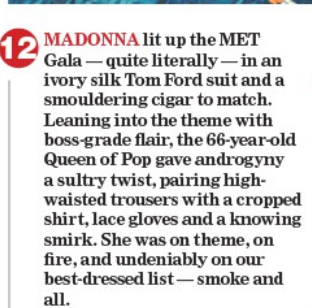 12 MADONNA lit up the MET
Gala — quite literally — in an
ivory silk Tom Ford suit and a
smouldering cigar to match.
Leaning into the theme with
boss-grade flair, the 66-year-old
Queen of Pop gave androgyny
a sultry twist, pairing high-
waisted trousers with a cropped
shirt, lace gloves and a knowing
smirk. She was on theme, on
fire, and undeniably on our
best-dressed list — smoke and
all.